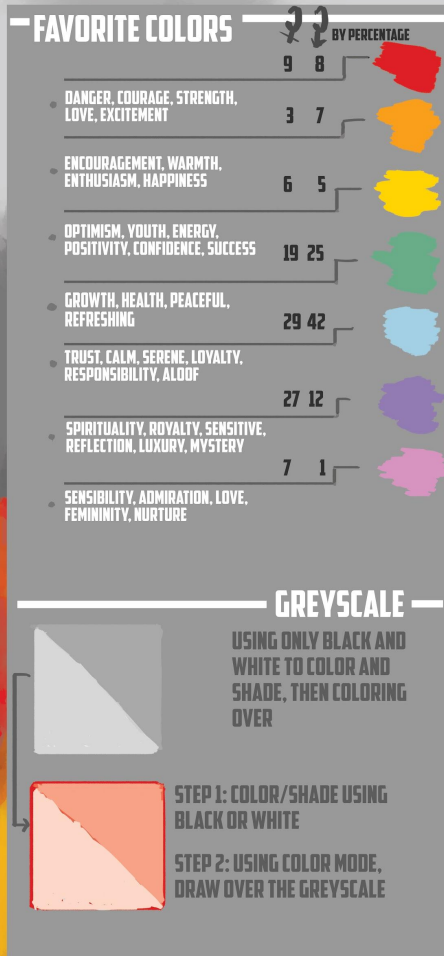 FAVORITE COLORS
BY PERCENTAGE
9 8
DANGER, COURAGE, STRENGTH,
LOVE, EXCITEMENT
3 7
ENCOURAGEMENT, WARMTH,
ENTHUSIASM, HAPPINESS
6 5
OPTIMISM, YOUTH, ENERGY,
POSITIVITY, CONFIDENCE, SUCCESS
19 25
GROWTH, HEALTH, PEACEFUL,
REFRESHING
29 42
TRUST, CALM, SERENE, LOYALTY,
RESPONSIBILITY, ALOOF
27 12
SPIRITUALITY, ROYALTY, SENSITIVE,
REFLECTION, LUXURY, MYSTERY
7 1
SENSIBILITY, ADMIRATION, LOVE,
FEMININITY, NURTURE
GREYSCALE
USING ONLY BLACK AND
WHITE TO COLOR AND
SHADE, THEN COLORING
OVER
STEP 1: COLOR/SHADE USING
BLACK OR WHITE
STEP 2: USING COLOR MODE,
DRAW OVER THE GREYSCALE